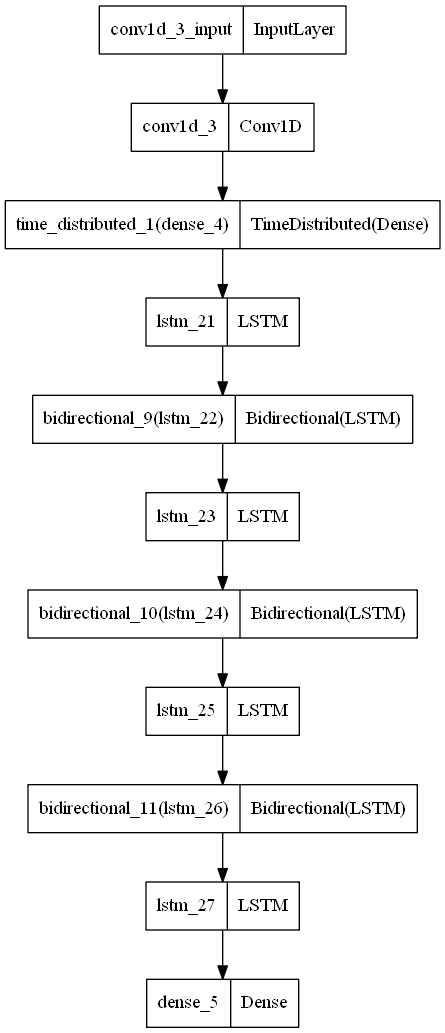 conv1d_3_input InputLayer
conv1d_3 Conv1D
time_distributed_1(dense_4) TimeDistributed(Dense)
lstm_21 LSTM
bidirectional_9(lstm_22) Bidirectional(LSTM)
lstm_23 LSTM
bidirectional_10(lstm_24) Bidirectional(LSTM)
lstm_25 LSTM
bidirectional_11(lstm_26) Bidirectional(LSTM)
lstm_27 LSTM
dense_5 Dense